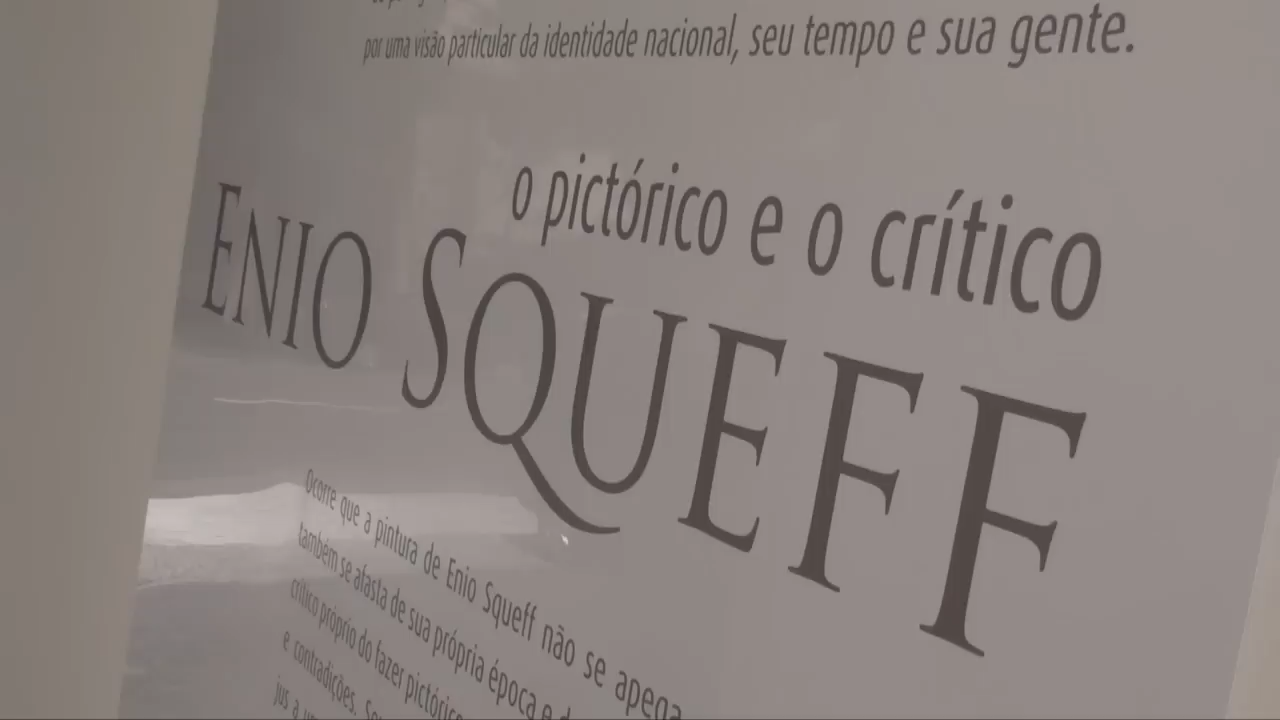 por uma visão particular da identidade nacional, seu tempo e sua gente.
o pictórico e o crítico
ENIO SQUEFF
Ocorre que a pintura de Enio Squeff não se apega
também se afasta de sua própria época e d
crítico próprio do fazer pictórico
e contradições.
jus a